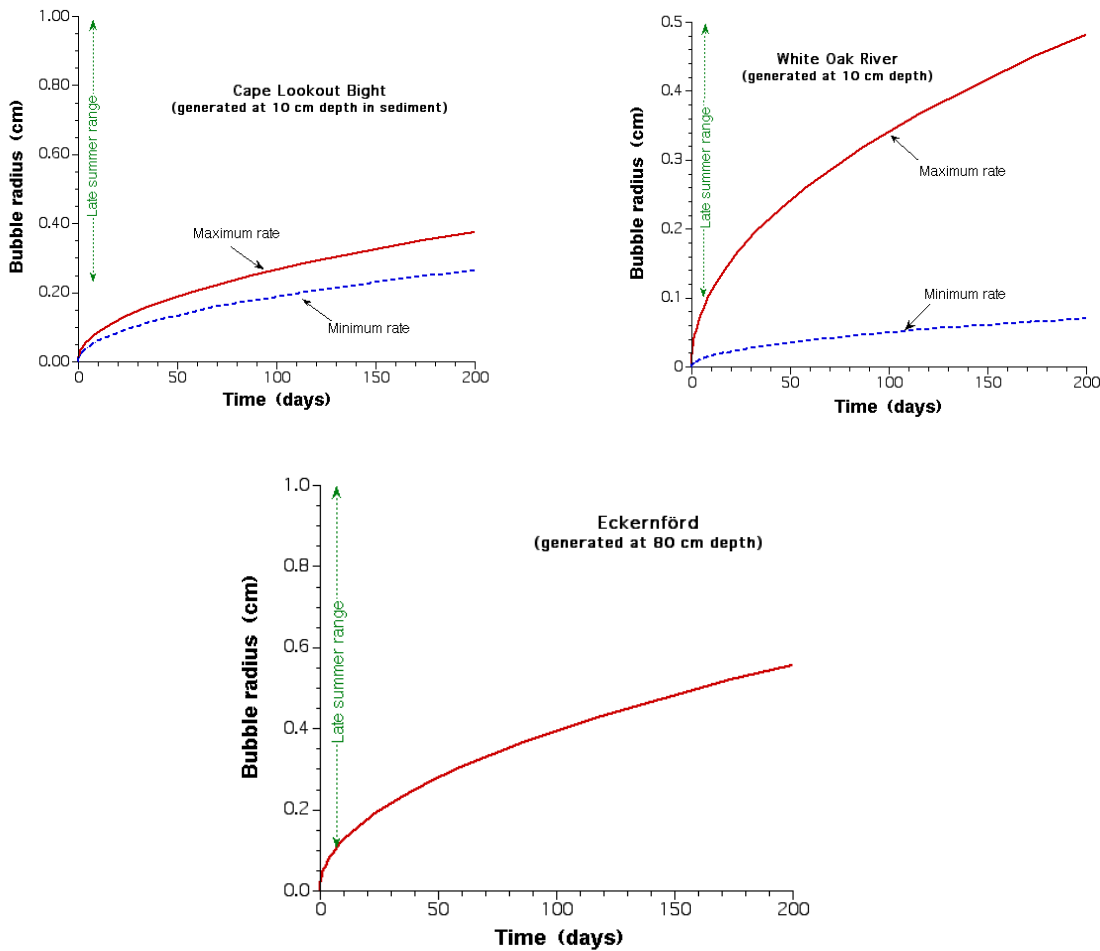 1.00
0.80
0.60
0.40
0.20
0.00
Bubble radius (cm)
Late summer range
Cape Lookout Bight
(generated at 10 cm depth in sediment)
Maximum rate
Minimum rate
0
50
100
150
200
Time (days)
0.5
0.4
0.3
0.2
0.1
0
Bubble radius (cm)
Late summer range
White Oak River
(generated at 10 cm depth)
Maximum rate
Minimum rate
0
50
100
150
200
Time (days)
1.0
0.8
0.6
0.4
0.2
0.0
Bubble radius (cm)
Late summer range
Eckernförd
(generated at 80 cm depth)
0
50
100
150
200
Time (days)